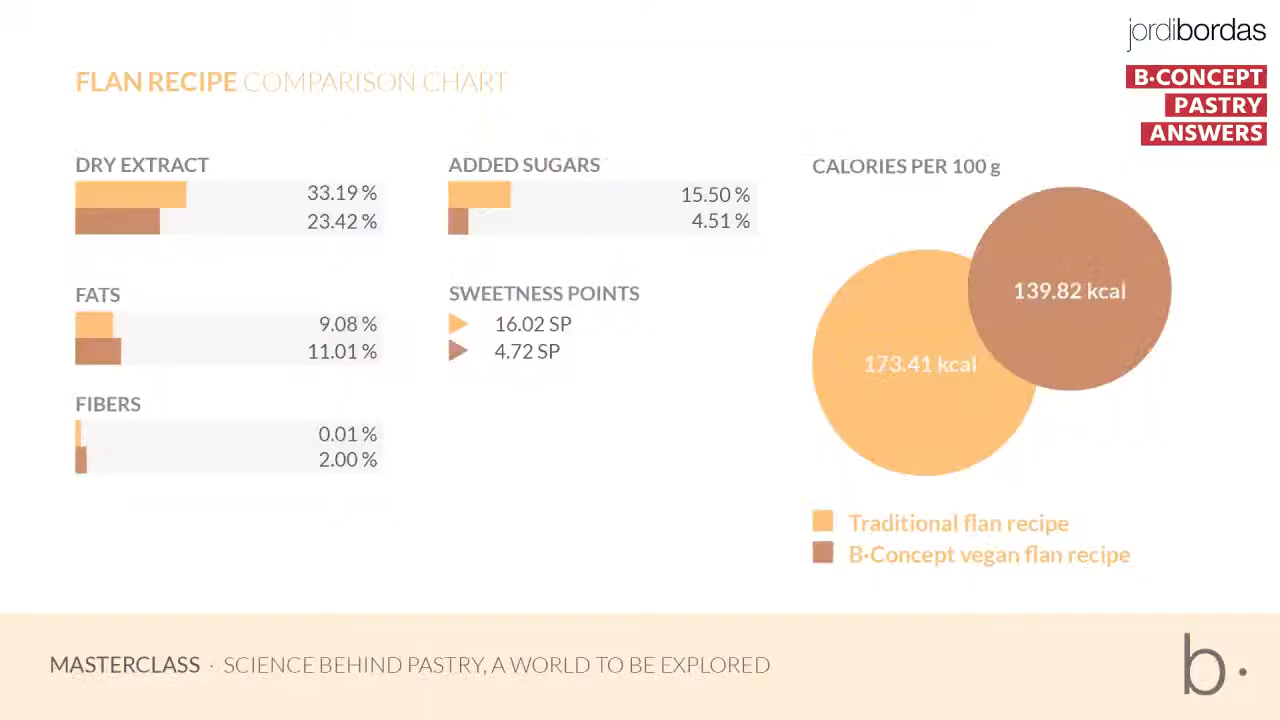 jordibordas
B·CONCEPT
PASTRY
ANSWERS
FLAN RECIPE COMPARISON CHART
DRY EXTRACT
33.19 %
23.42 %
FATS
9.08 %
11.01 %
FIBERS
0.01 %
2.00 %
ADDED SUGARS
15.50 %
4.51 %
SWEETNESS POINTS
16.02 SP
4.72 SP
CALORIES PER 100 g
139.82 kcal
173.41 kcal
Traditional flan recipe
B·Concept vegan flan recipe
MASTERCLASS · SCIENCE BEHIND PASTRY, A WORLD TO BE EXPLORED
b·